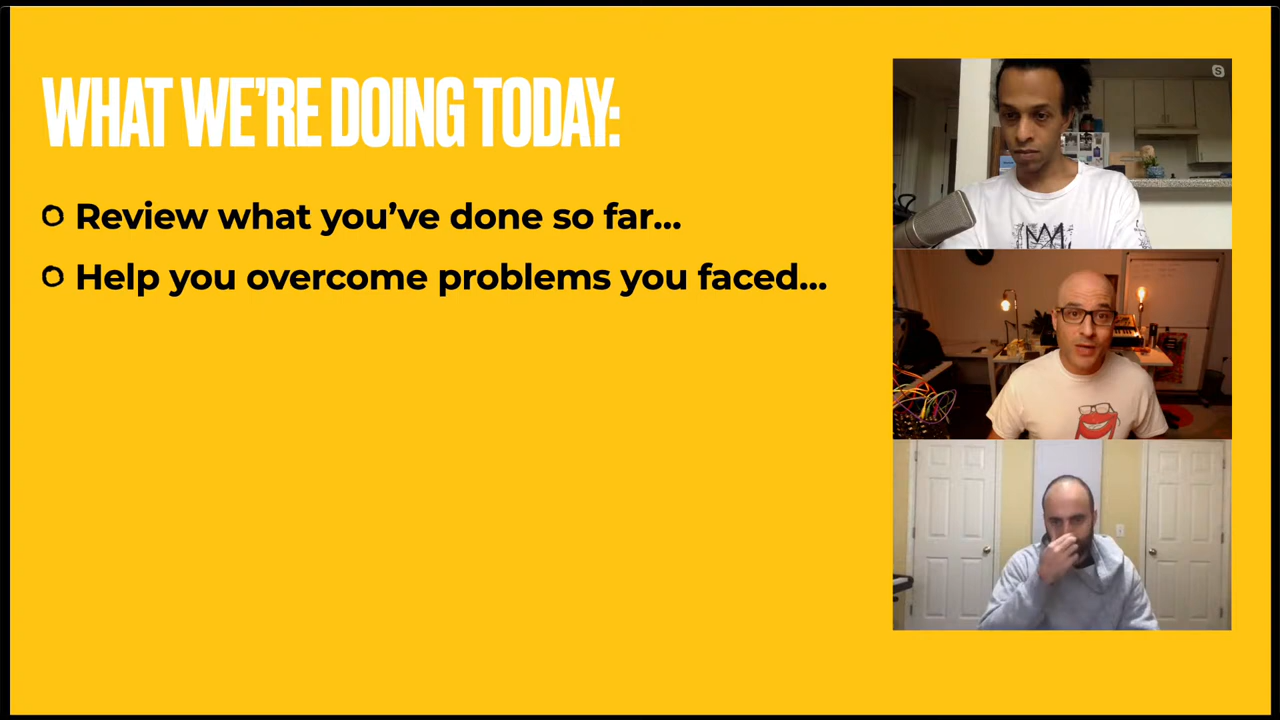 WHAT WE'RE DOING TODAY:
Review what you've done so far...
Help you overcome problems you faced...